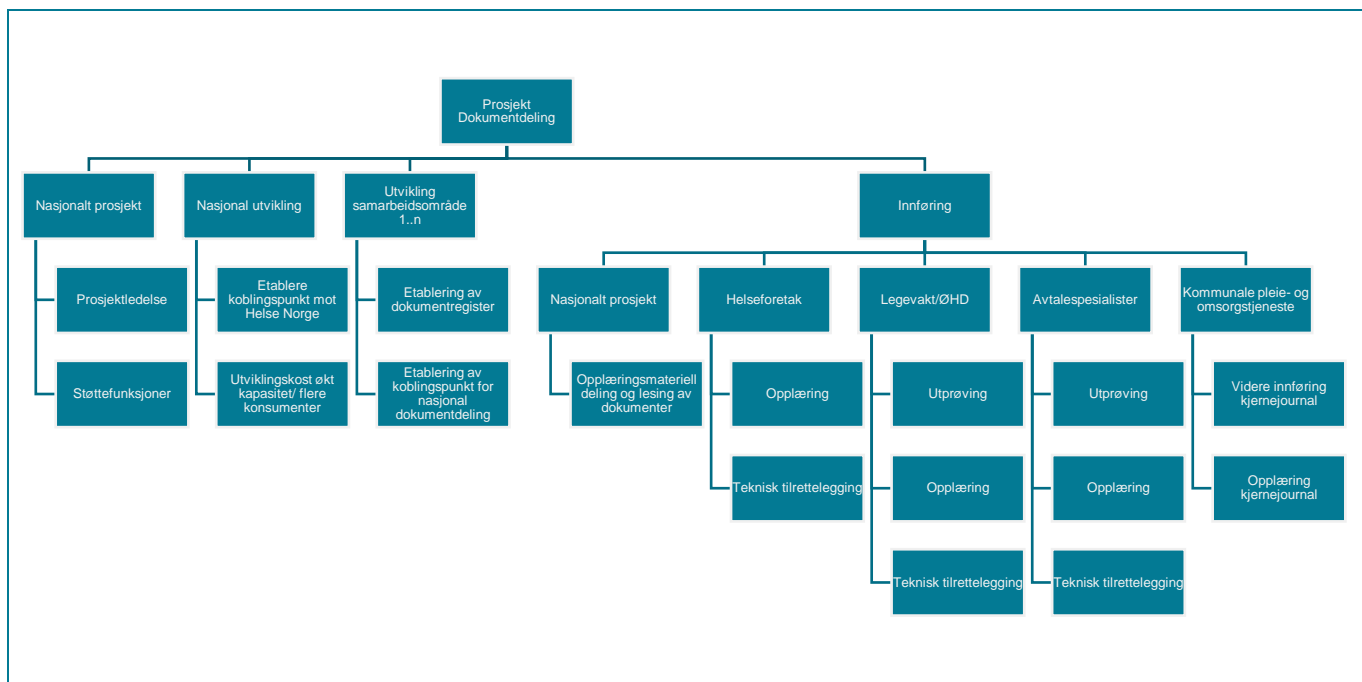 Prosjekt
Dokumentdeling
Nasjonalt prosjekt
Nasjonal utvikling
Utvikling
samarbeidsområde
1..n
Innføring
Prosjektledelse
Etablere
koblingspunkt mot
Helse Norge
Etablering av
dokumentregister
Nasjonalt prosjekt
Helseforetak
Legevakt/ØHD
Avtalespesialister
Kommunale pleie- og
omsorgstjeneste
Støttefunksjoner
Utviklingskost økt
kapasitet/ flere
konsumenter
Etablering av
koblingspunkt for
nasjonal
dokumentdeling
Opplæringsmateriell
deling og lesing av
dokumenter
Opplæring
Utprøving
Utprøving
Videre innføring
kjernejournal
Teknisk tilrettelegging
Opplæring
Opplæring
Opplæring
kjernejournal
Teknisk tilrettelegging
Teknisk tilrettelegging